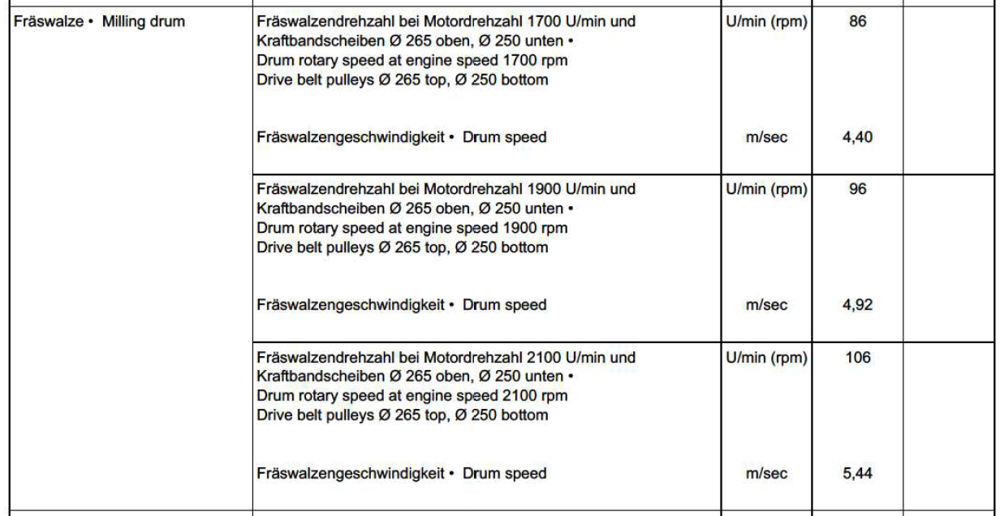 Fräswalze • Milling drum
Fräswalzendrehzahl bei Motordrehzahl 1700 U/min und
Kraftbandscheiben Ø 265 oben, Ø 250 unten •
Drum rotary speed at engine speed 1700 rpm
Drive belt pulleys Ø 265 top, Ø 250 bottom
U/min (rpm)
86
Fräswalzengeschwindigkeit • Drum speed
m/sec
4,40
Fräswalzendrehzahl bei Motordrehzahl 1900 U/min und
Kraftbandscheiben Ø 265 oben, Ø 250 unten •
Drum rotary speed at engine speed 1900 rpm
Drive belt pulleys Ø 265 top, Ø 250 bottom
U/min (rpm)
96
Fräswalzengeschwindigkeit • Drum speed
m/sec
4,92
Fräswalzendrehzahl bei Motordrehzahl 2100 U/min und
Kraftbandscheiben Ø 265 oben, Ø 250 unten •
Drum rotary speed at engine speed 2100 rpm
Drive belt pulleys Ø 265 top, Ø 250 bottom
U/min (rpm)
106
Fräswalzengeschwindigkeit • Drum speed
m/sec
5,44